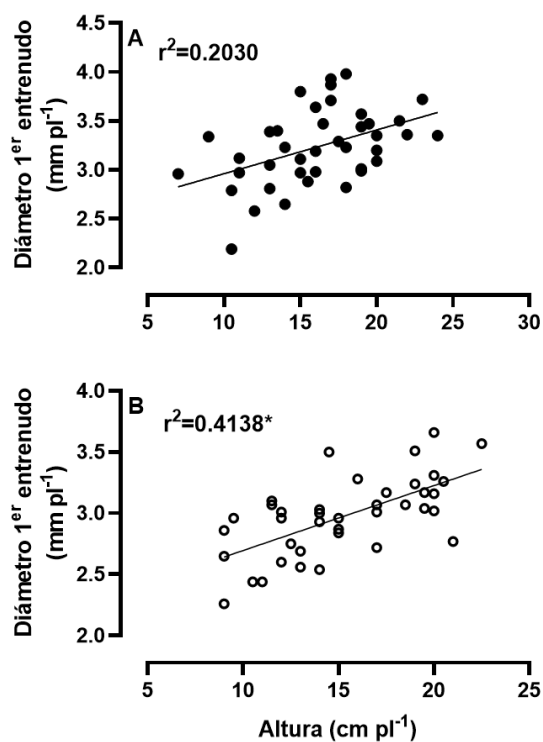 A
r²=0.2030
4.5
4.0
3.5
3.0
2.5
2.0
Diámetro 1er entrenudo
(mm pl-1)
5 10 15 20 25 30
B
r²=0.4138*
4.0
3.5
3.0
2.5
2.0
Diámetro 1er entrenudo
(mm pl-1)
5 10 15 20 25
Altura (cm pl-1)